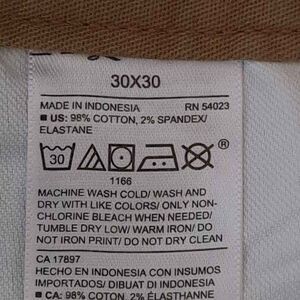 30X30
MADE IN INDONESIA RN 54023
■ US: 98% COTTON, 2% SPANDEX/
ELASTANE
30 ®
1166
MACHINE WASH COLD/ WASH AND
DRY WITH LIKE COLORS/ ONLY NON-
CHLORINE BLEACH WHEN NEEDED/
TUMBLE DRY LOW/ WARM IRON/ DO
NOT IRON PRINT/ DO NOT DRY CLEAN
CA 17897
HECHO EN INDONESIA CON INSUMOS
IMPORTADOS/ DIBUAT DI INDONESIA
■ CA: 98% COTON, 2% ÉLASTHANNE